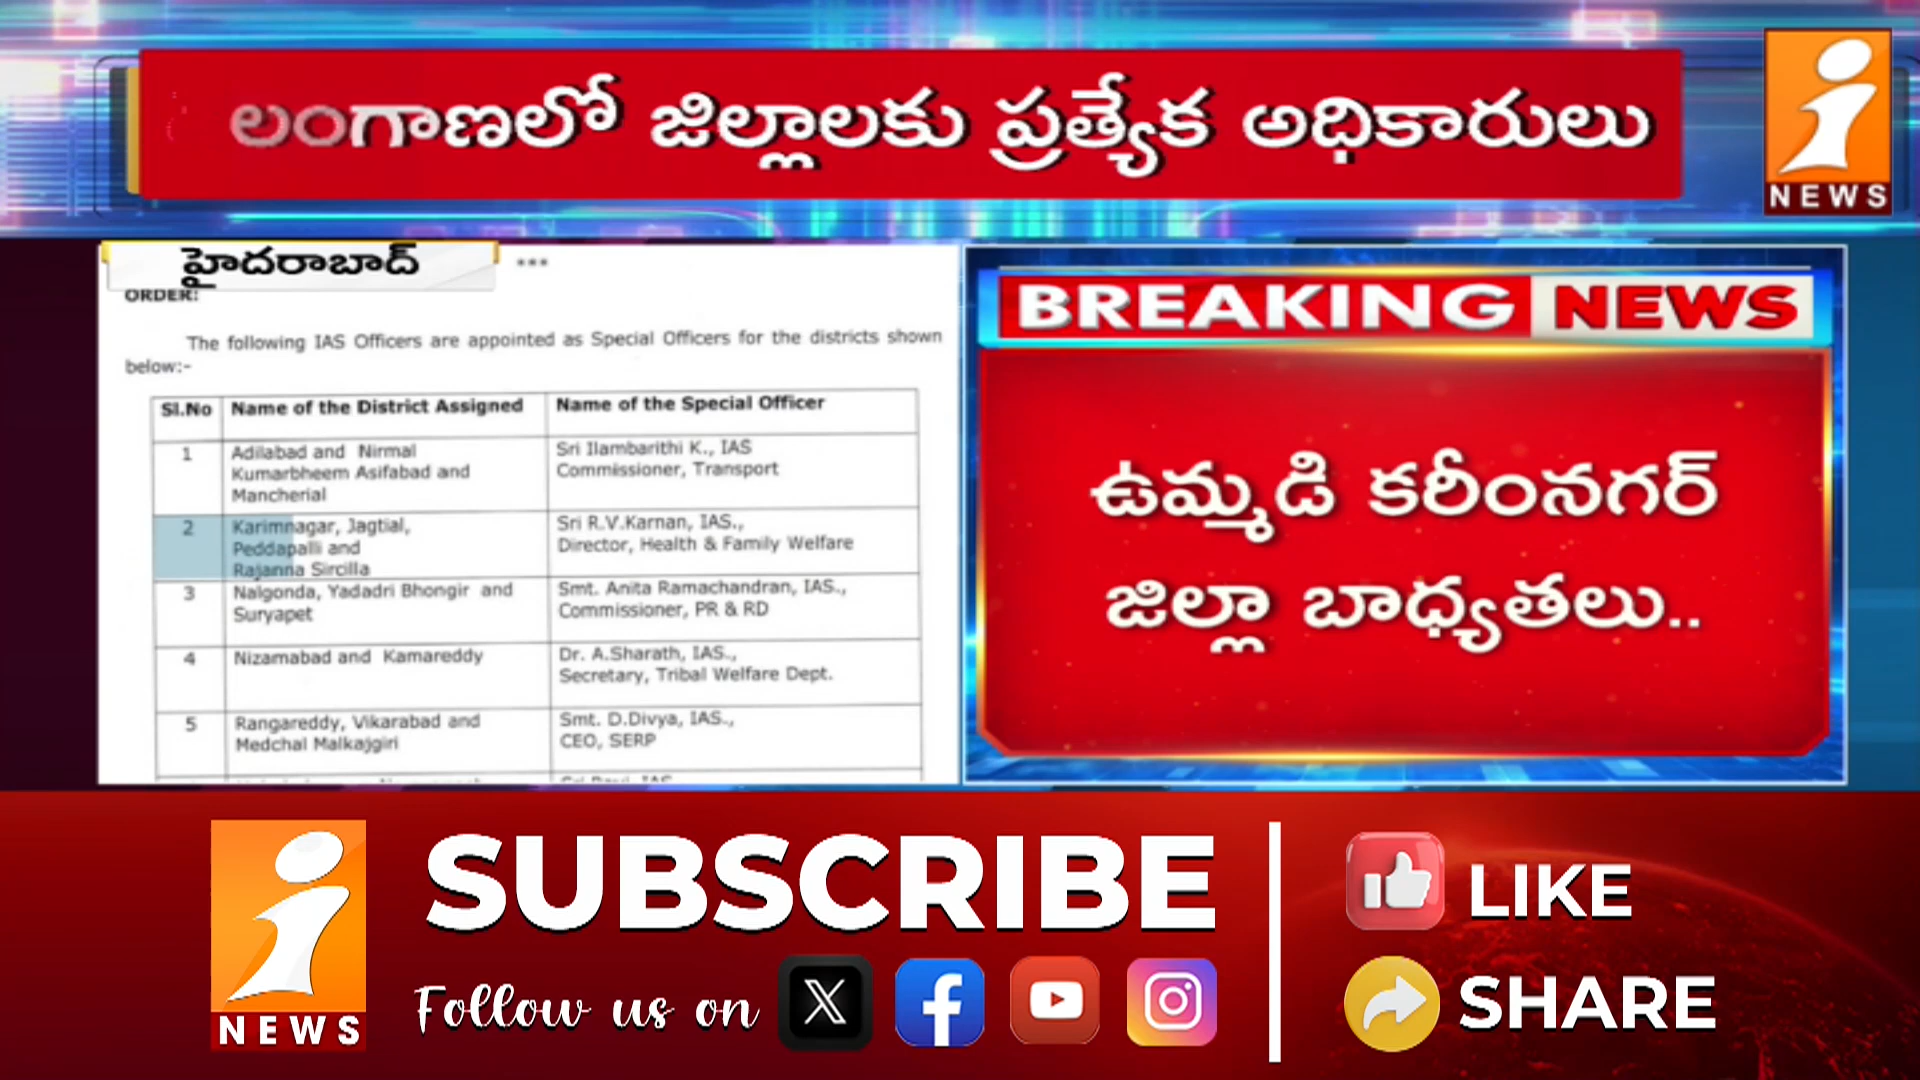 లంగాణలో జిల్లాలకు ప్రత్యేక అధికారులు
i
NEWS
హైదరాబాద్
***
ORDER:
The following IAS Officers are appointed as Special Officers for the districts shown
below:-
Sl.No Name of the District Assigned Name of the Special Officer
1 Adilabad and Nirmal Kumarbheem Asifabad and Mancherial Sri Ilambarithi K., IAS Commissioner, Transport
2 Karimnagar, Jagtial, Peddapalli and Rajanna Sircilla Sri R.V.Karnan, IAS., Director, Health & Family Welfare
3 Nalgonda, Yadadri Bhongir and Suryapet Smt. Anita Ramachandran, IAS., Commissioner, PR & RD
4 Nizamabad and Kamareddy Dr. A.Sharath, IAS., Secretary, Tribal Welfare Dept.
5 Rangareddy, Vikarabad and Medchal Malkajgiri Smt. D.Divya, IAS., CEO, SERP
BREAKING NEWS
ఉమ్మడి కరీంనగర్
జిల్లా బాధ్యతలు..
i
NEWS
SUBSCRIBE
Follow us on
LIKE
SHARE